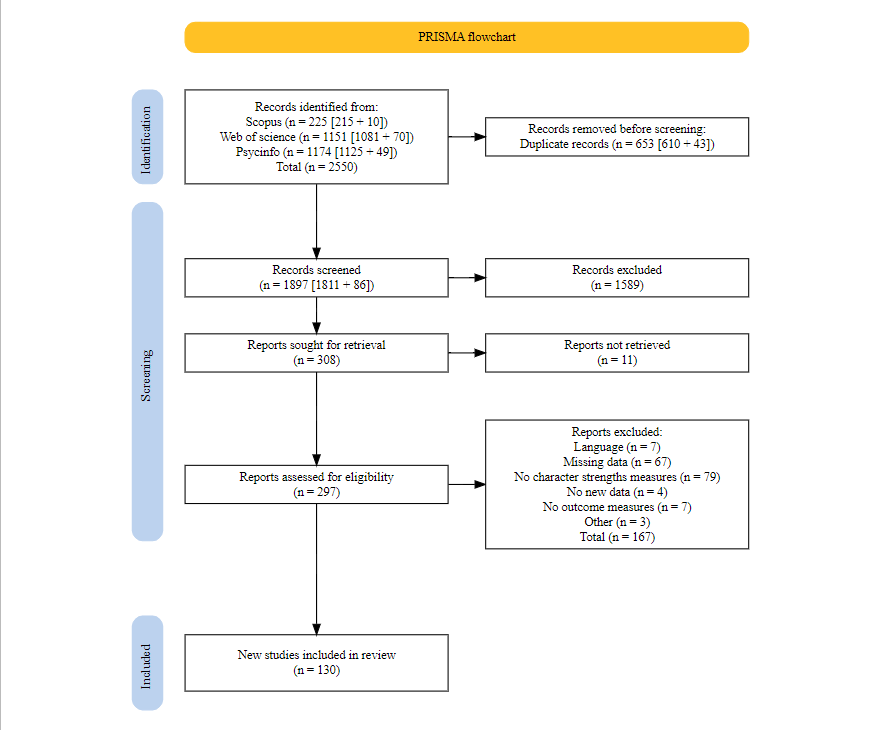 PRISMA flowchart
Identification
Records identified from:
Scopus (n = 225 [215 + 10])
Web of science (n = 1151 [1081 + 70])
Psycinfo (n = 1174 [1125 + 49])
Total (n = 2550)
Records removed before screening:
Duplicate records (n = 653 [610 + 43])
Screening
Records screened
(n = 1897 [1811 + 86])
Records excluded
(n = 1589)
Reports sought for retrieval
(n = 308)
Reports not retrieved
(n = 11)
Reports assessed for eligibility
(n = 297)
Reports excluded:
Language (n = 7)
Missing data (n = 67)
No character strengths measures (n = 79)
No new data (n = 4)
No outcome measures (n = 7)
Other (n = 3)
Total (n = 167)
Included
New studies included in review
(n = 130)